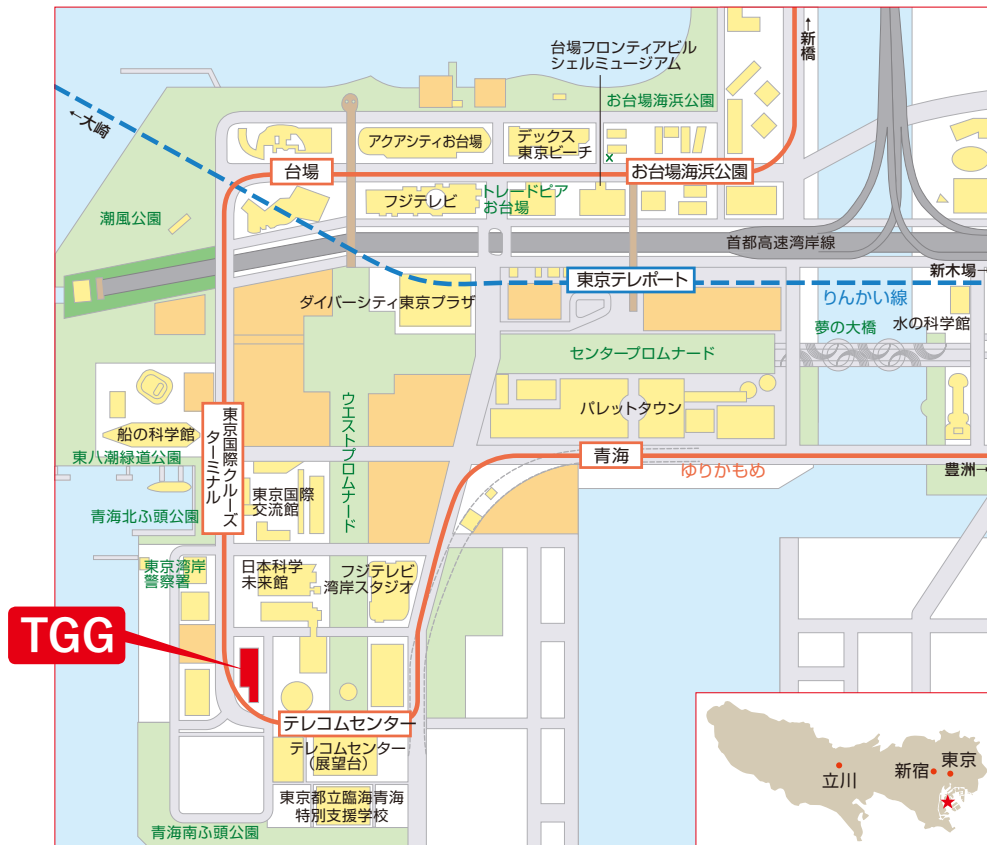 ←新橋
台場フロンティアビル
シェルミュージアム
お台場海浜公園
←大崎
アクアシティお台場
デックス
東京ビーチ
台場
お台場海浜公園
フジテレビ
トレードピア
お台場
潮風公園
首都高速湾岸線
新木場→
東京テレポート
ダイバーシティ東京プラザ
りんかい線
夢の大橋
水の科学館
センタープロムナード
ウエストプロムナード
パレットタウン
船の科学館
東京国際クルーズ
ターミナル
東八潮緑道公園
青海
ゆりかもめ
豊洲→
東京国際
交流館
青海北ふ頭公園
東京湾岸
警察署
日本科学
未来館
フジテレビ
湾岸スタジオ
TGG
テレコムセンター
テレコムセンター
(展望台)
東京都立臨海青海
特別支援学校
青海南ふ頭公園
立川
新宿
東京